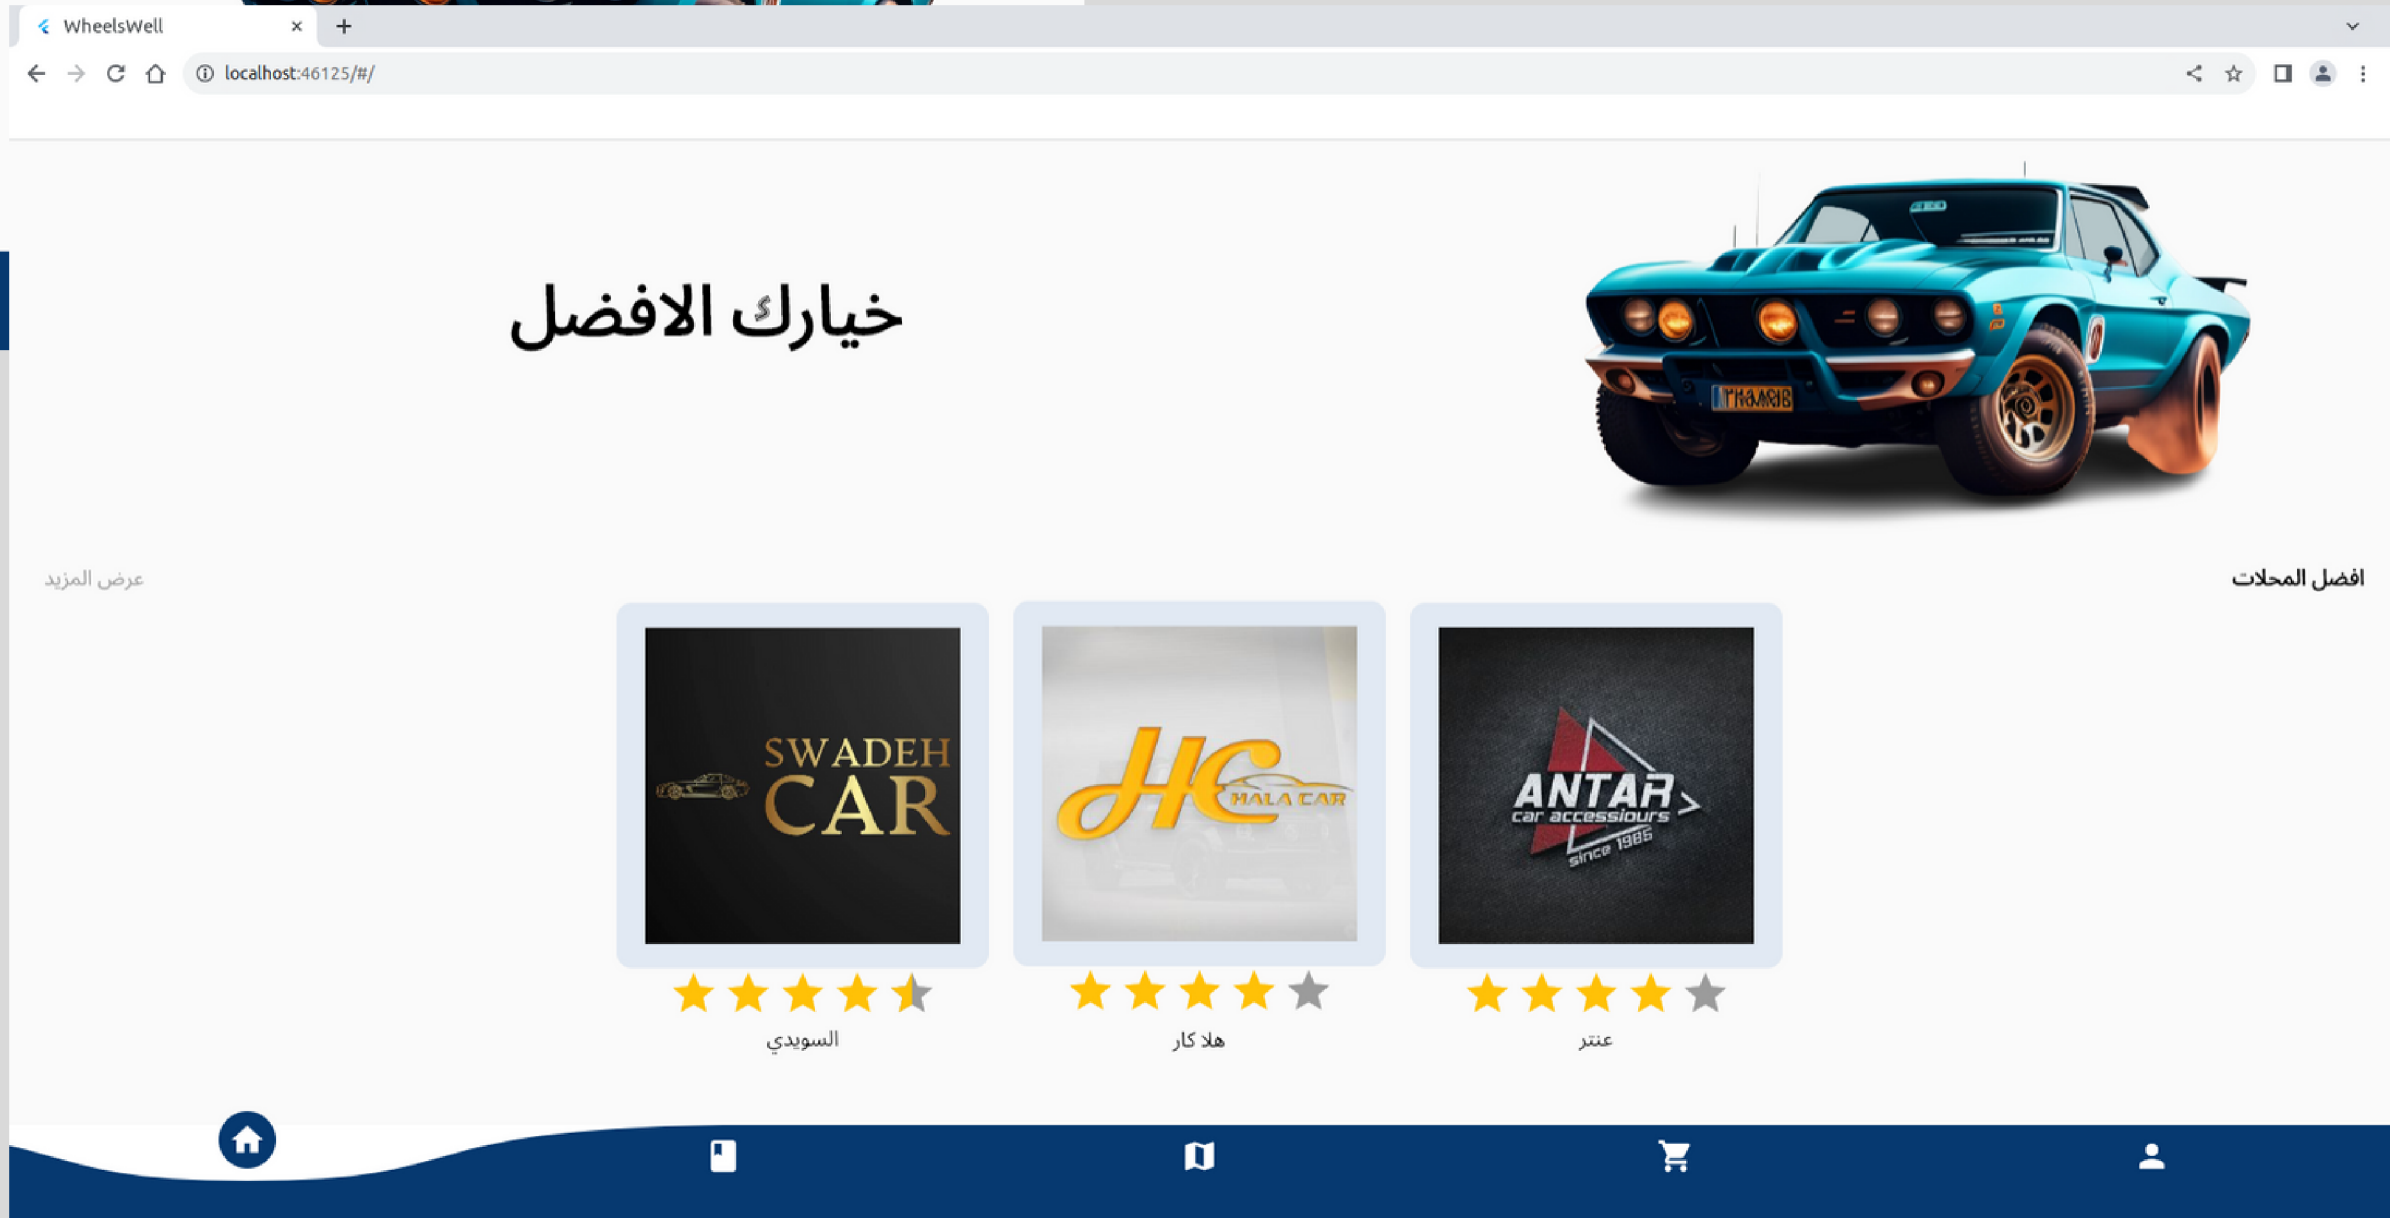 WheelsWell
localhost:46125/#/
خيارك الافضل
افضل المحلات
عرض المزيد
ANTAR
car accessiours
since 1985
HC
HALA CAR
SWADEH
CAR
عنتر
هلا كار
السويدي